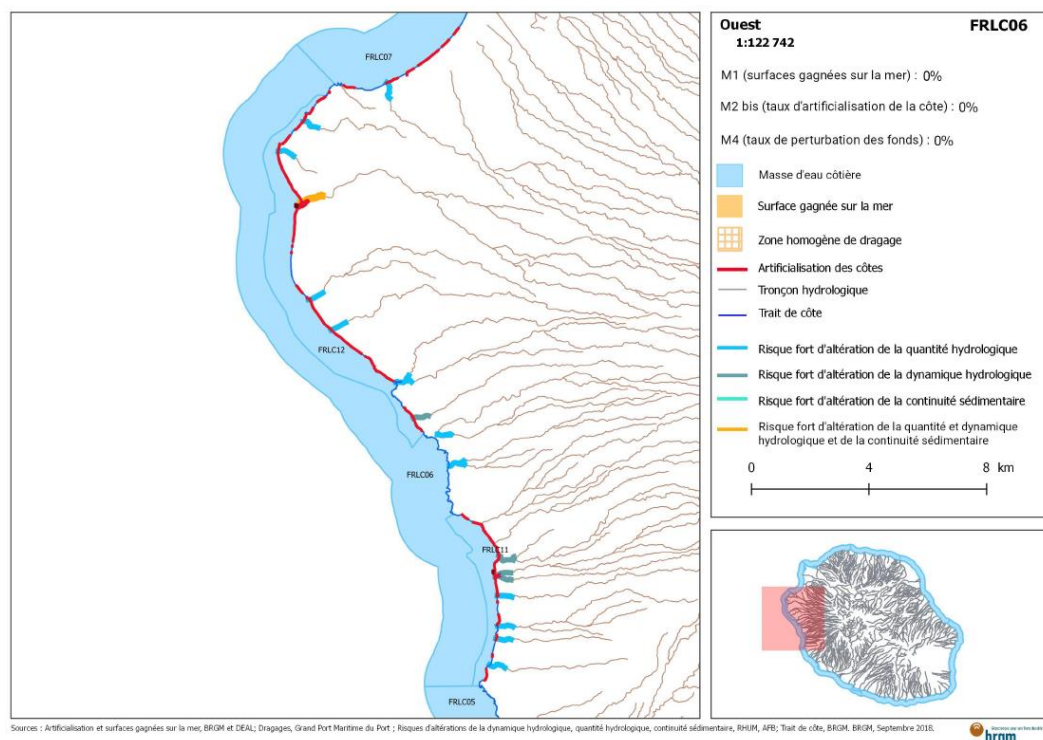 FRLC07
FRLC12
FRLC06
FRLC11
FRLC05
Ouest FRLC06
1:122 742
M1 (surfaces gagnées sur la mer) : 0%
M2 bis (taux d'artificialisation de la côte) : 0%
M4 (taux de perturbation des fonds) : 0%
Masse d'eau côtière
Surface gagnée sur la mer
Zone homogène de dragage
Artificialisation des côtes
Tronçon hydrologique
Trait de côte
Risque fort d'altération de la quantité hydrologique
Risque fort d'altération de la dynamique hydrologique
Risque fort d'altération de la continuité sédimentaire
Risque fort d'altération de la quantité et dynamique
hydrologique et de la continuité sédimentaire
0 4 8 km
Sources : Artificialisation et surfaces gagnées sur la mer, BRGM et DEAL; Dragages, Grand Port Maritime du Port ; Risques d'altérations de la dynamique hydrologique, quantité hydrologique, continuité sédimentaire, RHUM, AFB; Trait de côte, BRGM. BRGM, Septembre 2018.
brgm